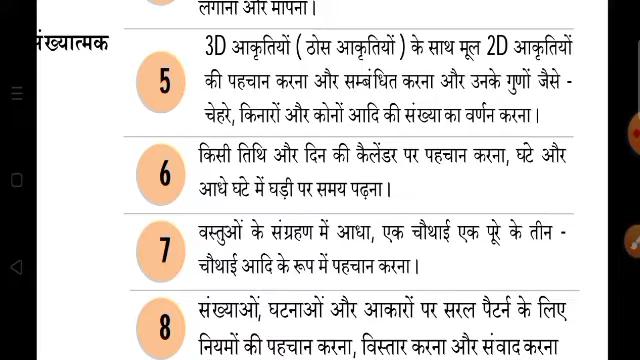 लगाना और मापना।
संख्यात्मक
5
3D आकृतियों ( ठोस आकृतियों ) के साथ मूल 2D आकृतियों
की पहचान करना और सम्बंधित करना और उनके गुणों जैसे -
चेहरे, किनारों और कोनों आदि की संख्या का वर्णन करना।
6
किसी तिथि और दिन की कैलेंडर पर पहचान करना, घटे और
आधे घटे में घड़ी पर समय पढ़ना।
7
वस्तुओं के संग्रहण में आधा, एक चौथाई एक पूरे के तीन -
चौथाई आदि के रूप में पहचान करना।
8
संख्याओं, घटनाओं और आकारों पर सरल पैटर्न के लिए
नियमों की पहचान करना, विस्तार करना और संवाद करना